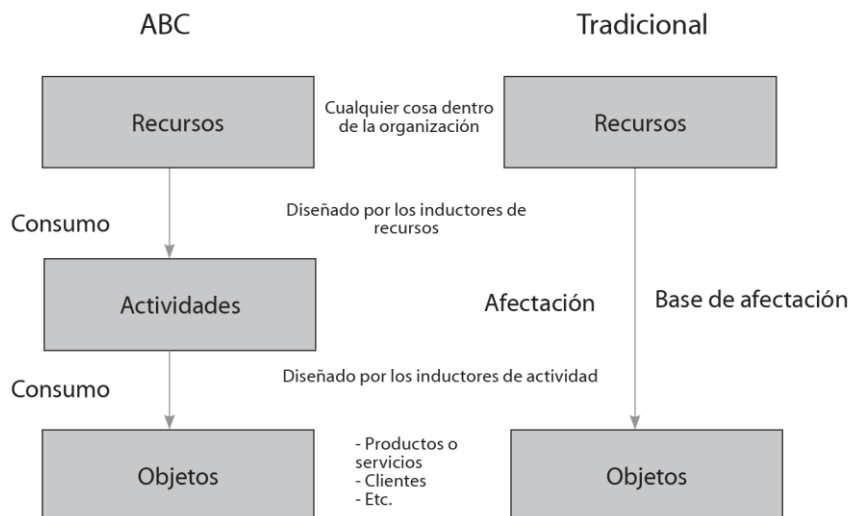 ABC
Tradicional
Recursos
Cualquier cosa dentro
de la organización
Recursos
Consumo
Diseñado por los inductores de
recursos
Actividades
Afectación
Base de afectación
Consumo
Diseñado por los inductores de actividad
Objetos
- Productos o
servicios
- Clientes
- Etc.
Objetos